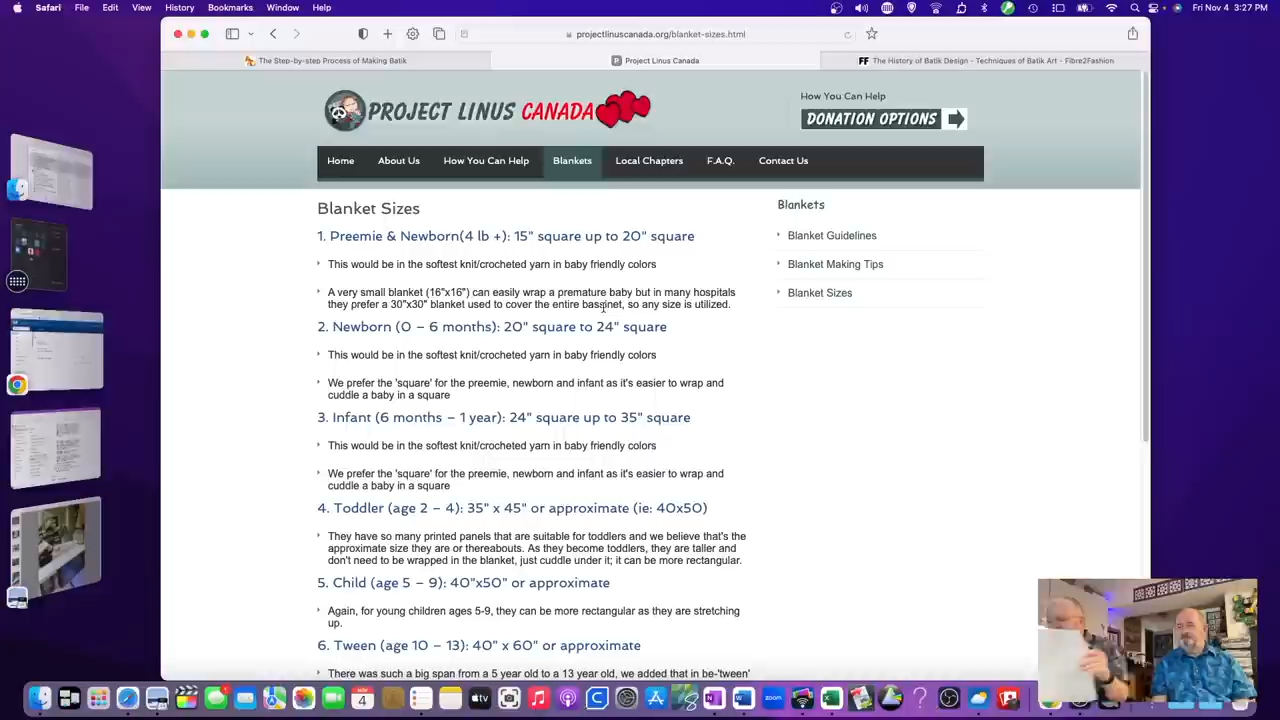 Safari File Edit View History Bookmarks Window Help Fri Nov 4 3:27PM
projectlinuscanada.org/blanket-sizes.html
The Step-by-step Process of Making Batik
P Project Linus Canada
FF The History of Batik Design - Techniques of Batik Art - Fibre2Fashion
PROJECT LINUS CANADA
How You Can Help
DONATION OPTIONS
Home About Us How You Can Help Blankets Local Chapters F.A.Q. Contact Us
Blanket Sizes
1. Preemie & Newborn(4 lb +): 15" square up to 20" square
This would be in the softest knit/crocheted yarn in baby friendly colors
A very small blanket (16"x16") can easily wrap a premature baby but in many hospitals
they prefer a 30"x30" blanket used to cover the entire bassinet, so any size is utilized.
2. Newborn (0 – 6 months): 20" square to 24" square
This would be in the softest knit/crocheted yarn in baby friendly colors
We prefer the 'square' for the preemie, newborn and infant as it's easier to wrap and
cuddle a baby in a square
3. Infant (6 months – 1 year): 24" square up to 35" square
This would be in the softest knit/crocheted yarn in baby friendly colors
We prefer the 'square' for the preemie, newborn and infant as it's easier to wrap and
cuddle a baby in a square
4. Toddler (age 2 – 4): 35" x 45" or approximate (ie: 40x50)
They have so many printed panels that are suitable for toddlers and we believe that's the
approximate size they are or thereabouts. As they become toddlers, they are taller and
don't need to be wrapped in the blanket, just cuddle under it; it can be more rectangular.
5. Child (age 5 – 9): 40"x50" or approximate
Again, for young children ages 5-9, they can be more rectangular as they are stretching
up.
6. Tween (age 10 – 13): 40" x 60" or approximate
There was such a big span from a 5 year old to a 13 year old, we added that in be-'tween'
Blankets
Blanket Guidelines
Blanket Making Tips
Blanket Sizes
NOV
4
tv
zoom